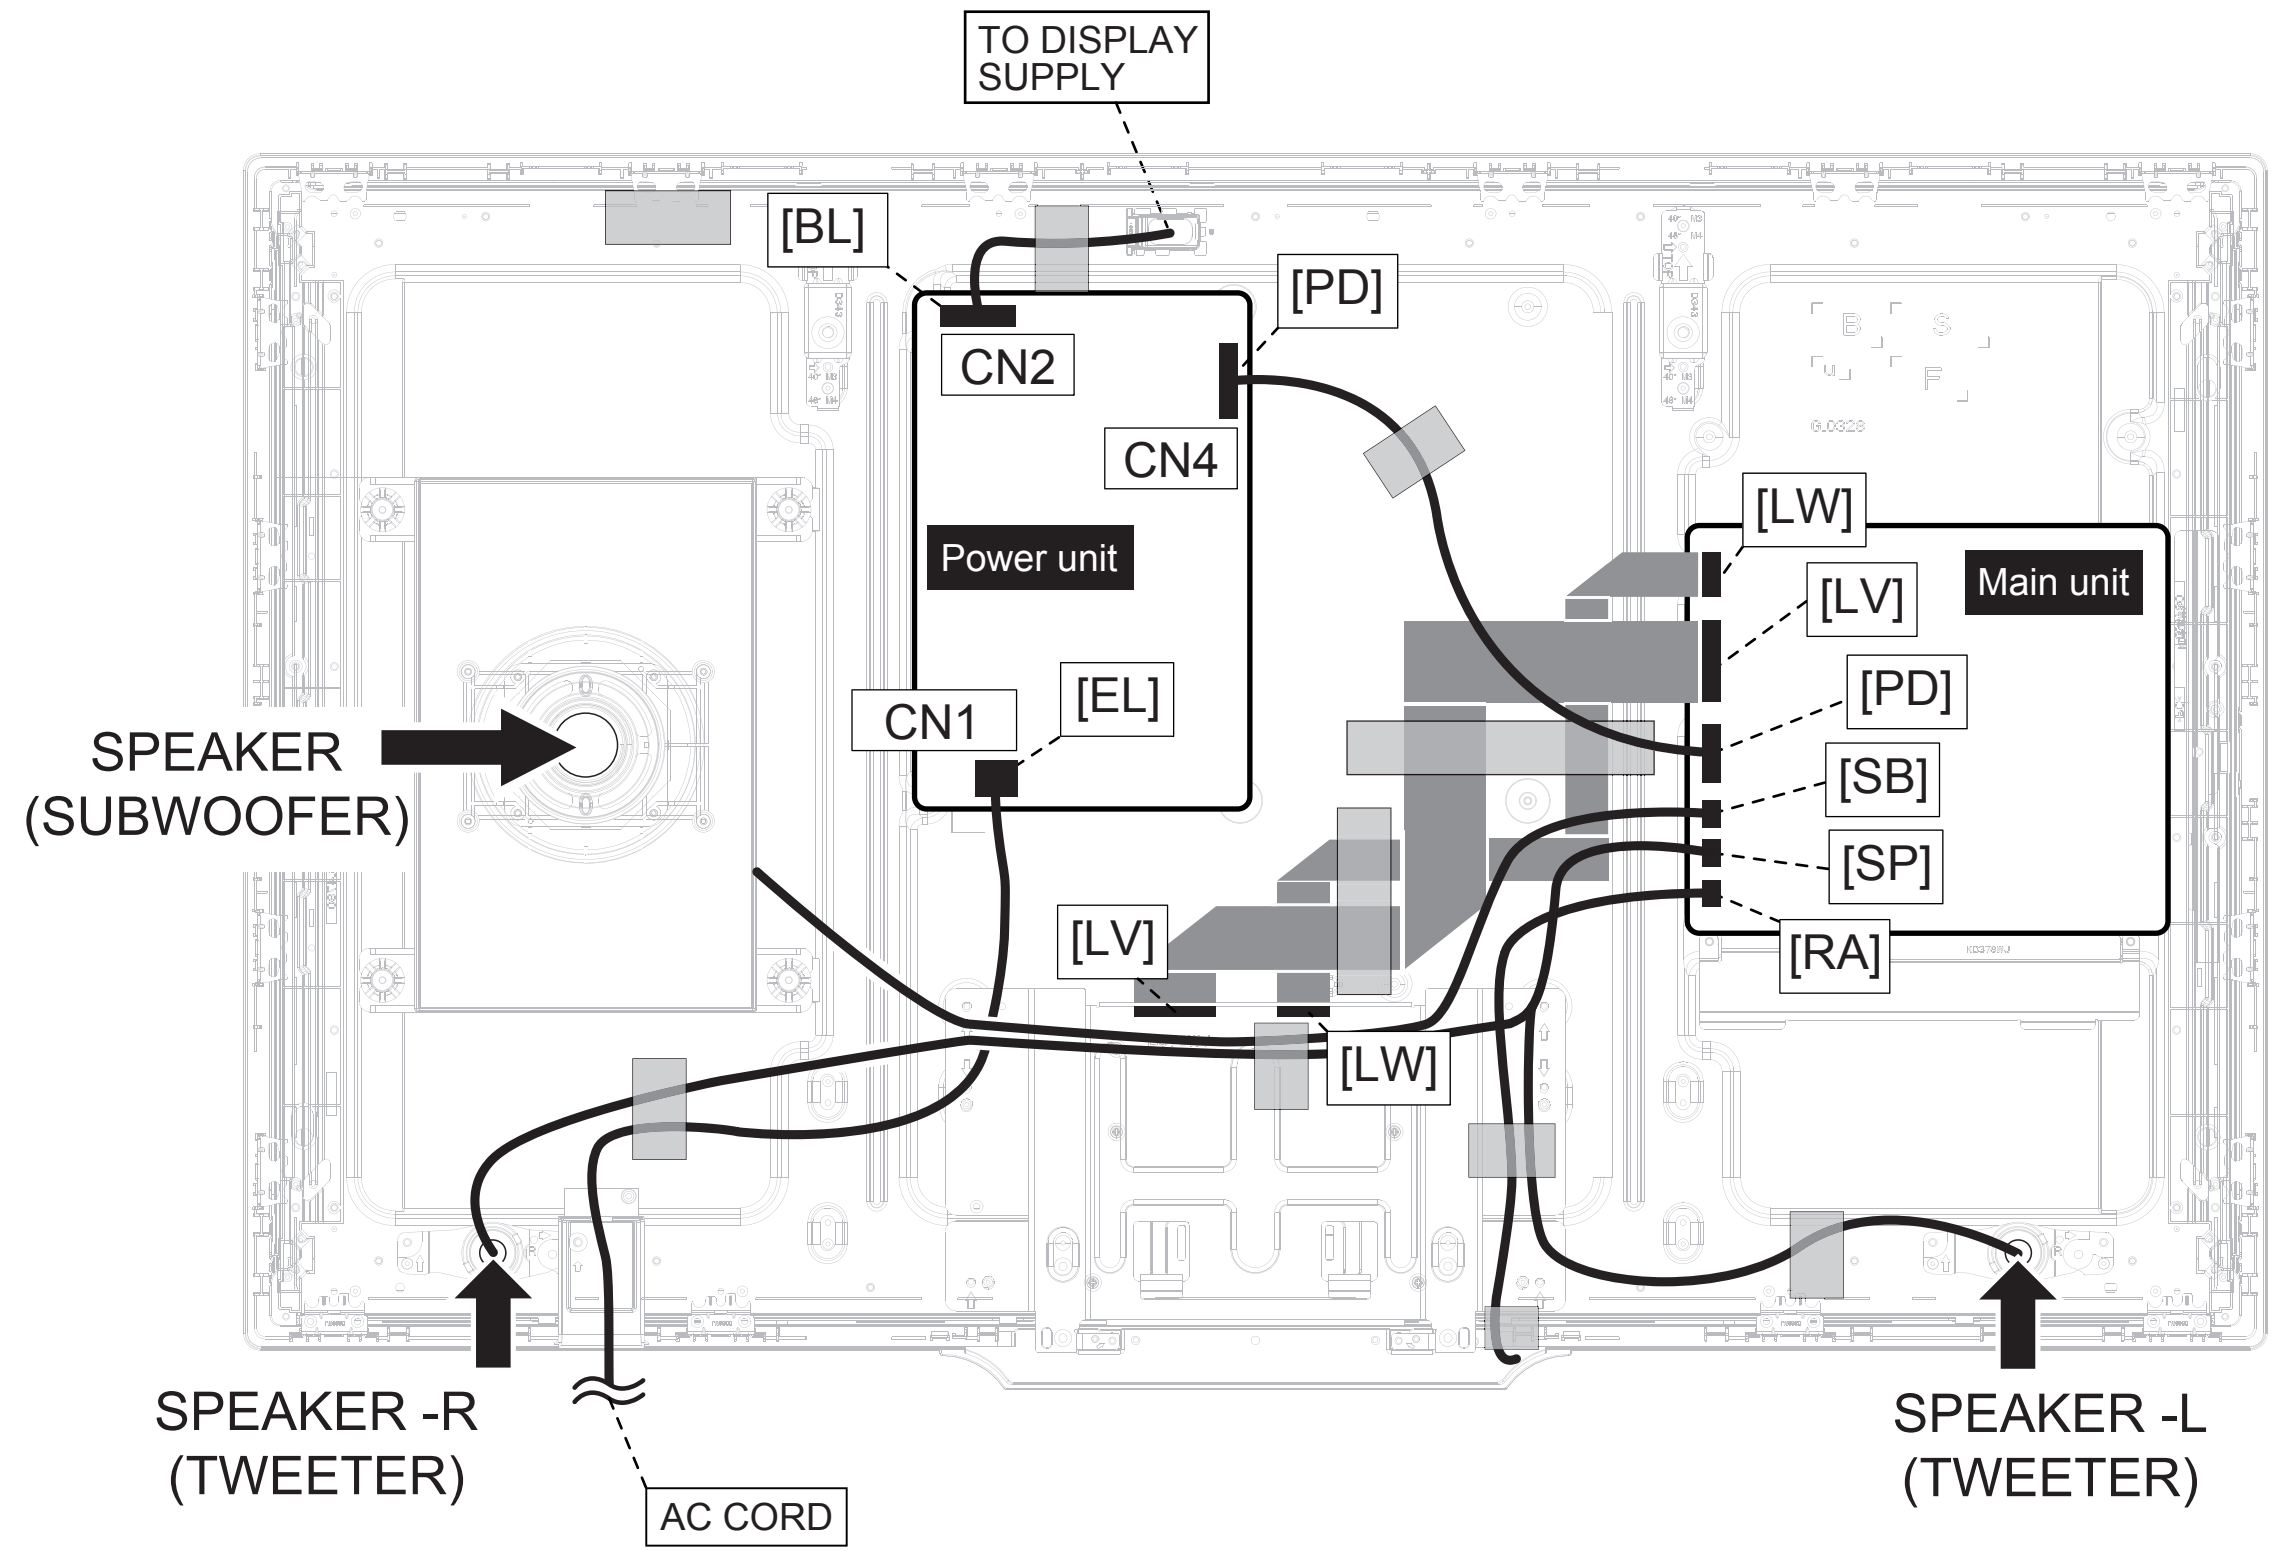 TO DISPLAY
SUPPLY
[BL]
[PD]
CN2
CN4
[LW]
Power unit
Main unit
[LV]
[PD]
[EL]
CN1
SPEAKER
(SUBWOOFER)
[SB]
[SP]
[LV]
[RA]
[LW]
SPEAKER -R
(TWEETER)
SPEAKER -L
(TWEETER)
AC CORD
B
S
U
F
GLD328